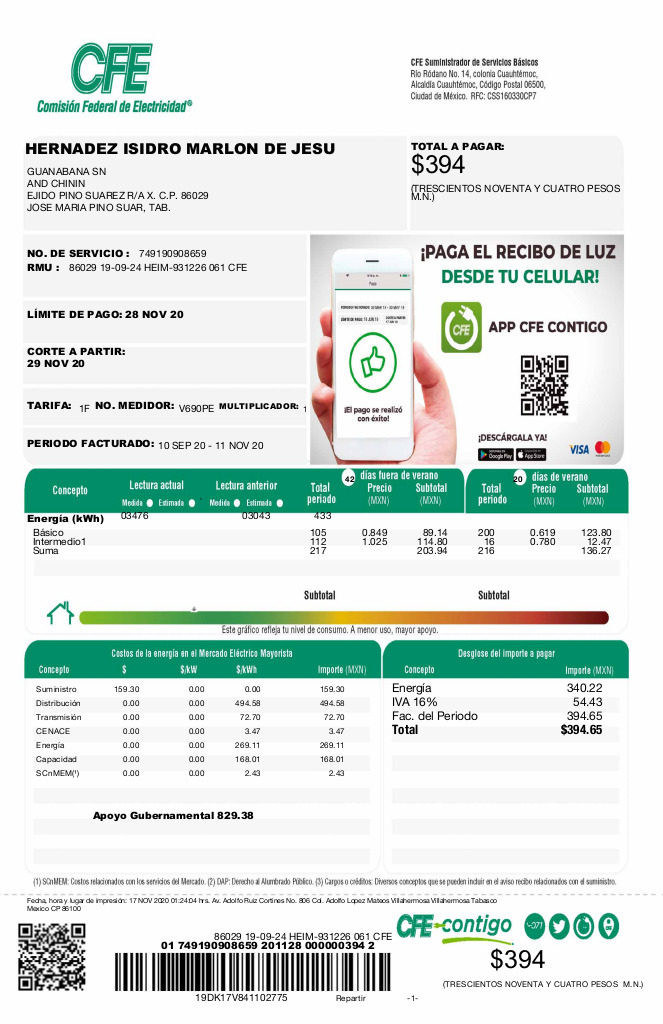 CFE
Comisión Federal de Electricidad®
CFE Suministrador de Servicios Básicos
Río Ródano No. 14, colonia Cuauhtémoc,
Alcaldía Cuauhtémoc, Código Postal 06500,
Ciudad de México. RFC: CSS160330CP7
HERNADEZ ISIDRO MARLON DE JESU
GUANABANA SN
AND CHININ
EJIDO PINO SUAREZ R/A X. C.P. 86029
JOSE MARIA PINO SUAR, TAB.
TOTAL A PAGAR:
$394
(TRESCIENTOS NOVENTA Y CUATRO PESOS
M.N.)
NO. DE SERVICIO : 749190908659
RMU : 86029 19-09-24 HEIM-931226 061 CFE
LÍMITE DE PAGO: 28 NOV 20
CORTE A PARTIR:
29 NOV 20
TARIFA: 1F NO. MEDIDOR: V690PE MULTIPLICADOR: 1
PERIODO FACTURADO: 10 SEP 20 - 11 NOV 20
¡PAGA EL RECIBO DE LUZ
DESDE TU CELULAR!
CFE
APP CFE CONTIGO
¡El pago se realizó
con éxito!
¡DESCÁRGALA YA!
Google Play
App Store
VISA
Concepto
Lectura actual
Medida Estimada
Lectura anterior
Medida Estimada
Total
periodo
42 días fuera de verano
Precio
(MXN)
Subtotal
(MXN)
Total
periodo
20 días de verano
Precio
(MXN)
Subtotal
(MXN)
Energía (kWh) 03476 03043 433
Básico 105 0.849 89.14 200 0.619 123.80
Intermedio1 112 1.025 114.80 16 0.780 12.47
Suma 217 203.94 216 136.27
Subtotal Subtotal
Este gráfico refleja tu nivel de consumo. A menor uso, mayor apoyo.
Costos de la energía en el Mercado Eléctrico Mayorista
Concepto $ $/kW $/kWh Importe (MXN)
Suministro 159.30 0.00 0.00 159.30
Distribución 0.00 0.00 494.58 494.58
Transmisión 0.00 0.00 72.70 72.70
CENACE 0.00 0.00 3.47 3.47
Energía 0.00 0.00 269.11 269.11
Capacidad 0.00 0.00 168.01 168.01
SCnMEM(¹) 0.00 0.00 2.43 2.43
Apoyo Gubernamental 829.38
Desglose del importe a pagar
Concepto Importe (MXN)
Energía 340.22
IVA 16% 54.43
Fac. del Periodo 394.65
Total $394.65
(1) SCnMEM: Costos relacionados con los servicios del Mercado. (2) DAP: Derecho al Alumbrado Público. (3) Cargos o créditos: Diversos conceptos que se pueden incluir en el aviso recibo relacionados con el suministro.
Fecha, hora y lugar de impresión: 17 NOV 2020 01:24:04 hrs. Av. Adolfo Ruiz Cortines No. 806 Col. Adolfo Lopez Mateos Villahermosa Villahermosa Tabasco
Mexico CP 86100
CFE contigo
071
86029 19-09-24 HEIM-931226 061 CFE
01 749190908659 201128 000000394 2
19DK17V841102775
Repartir
-1-
$394
(TRESCIENTOS NOVENTA Y CUATRO PESOS M.N.)